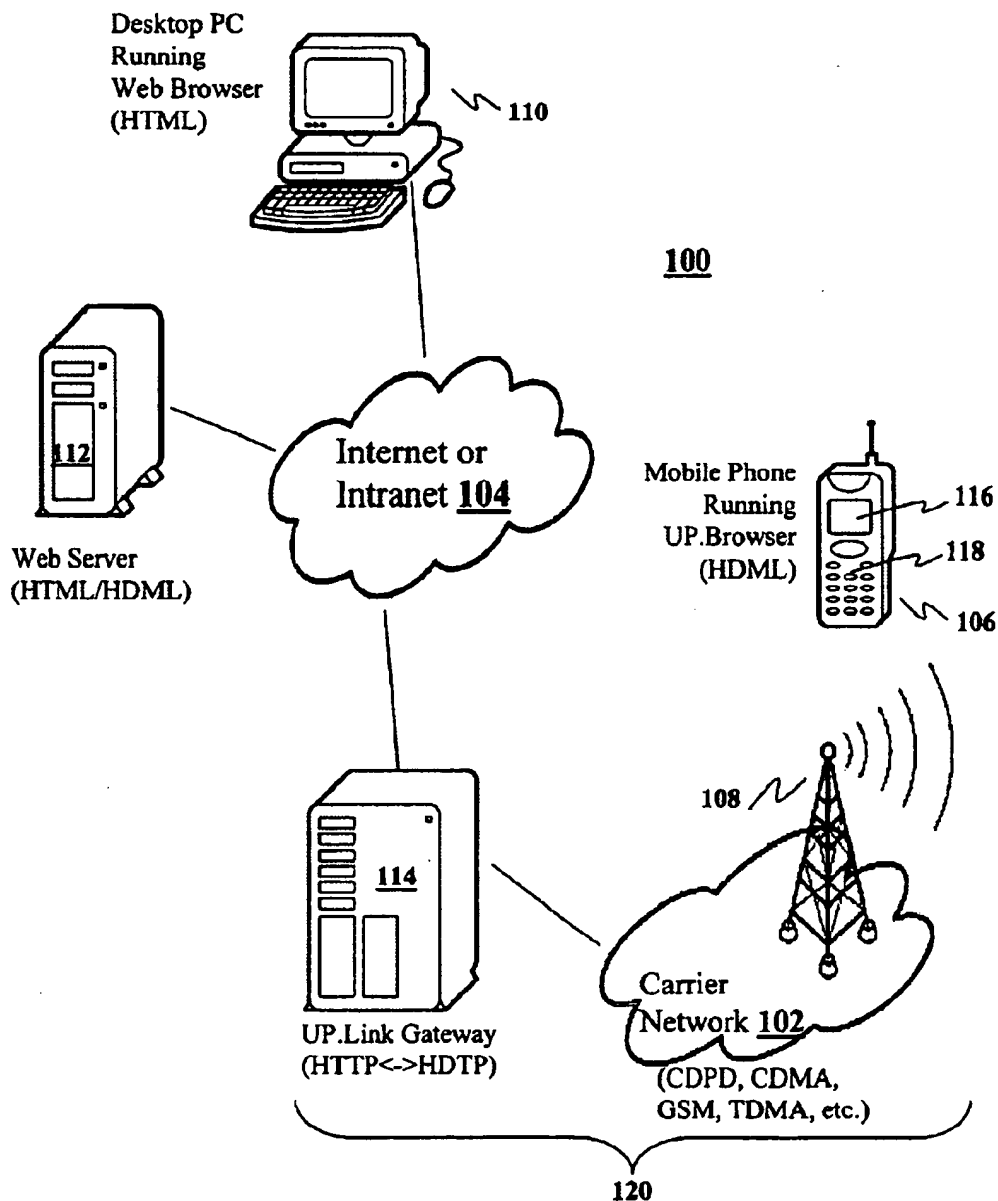 Desktop PC
Running
Web Browser
(HTML)
110
100
112
Internet or
Intranet 104
Web Server
(HTML/HDML)
Mobile Phone
Running
UP.Browser
(HDML)
116
118
106
108
114
UP.Link Gateway
(HTTP<->HDTP)
Carrier
Network 102
(CDPD, CDMA,
GSM, TDMA, etc.)
120